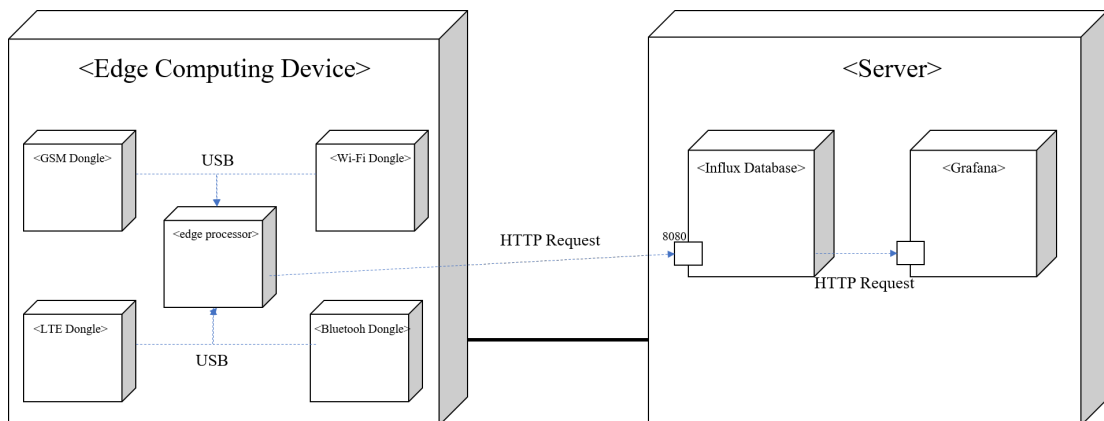 <Edge Computing Device>
<GSM Dongle>
USB
<Wi-Fi Dongle>
<edge processor>
<LTE Dongle>
USB
<Bluetooh Dongle>
HTTP Request
<Server>
<Influx Database>
<Grafana>
8080
HTTP Request